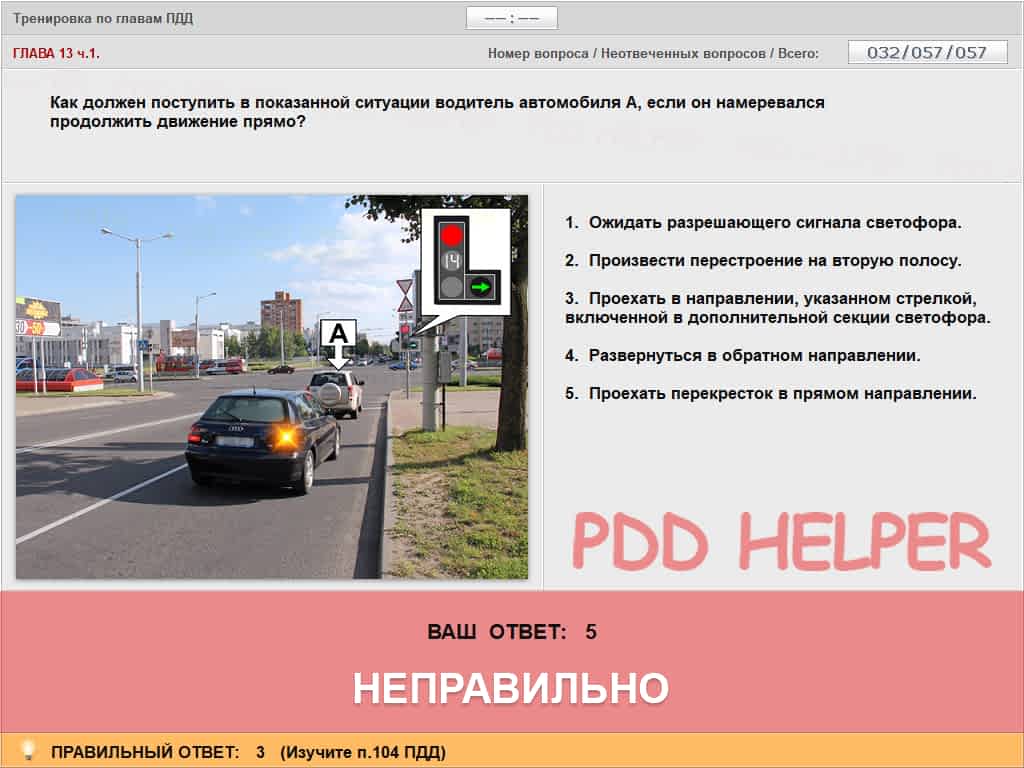 Тренировка по главам ПДД
—— : ——
ГЛАВА 13 ч.1.
Номер вопроса / Неотвеченных вопросов / Всего:
032/057/057
Как должен поступить в показанной ситуации водитель автомобиля А, если он намеревался
продолжить движение прямо?
14
А
1. Ожидать разрешающего сигнала светофора.
2. Произвести перестроение на вторую полосу.
3. Проехать в направлении, указанном стрелкой,
включенной в дополнительной секции светофора.
4. Развернуться в обратном направлении.
5. Проехать перекресток в прямом направлении.
PDD HELPER
ВАШ ОТВЕТ: 5
НЕПРАВИЛЬНО
ПРАВИЛЬНЫЙ ОТВЕТ: 3 (Изучите п.104 ПДД)